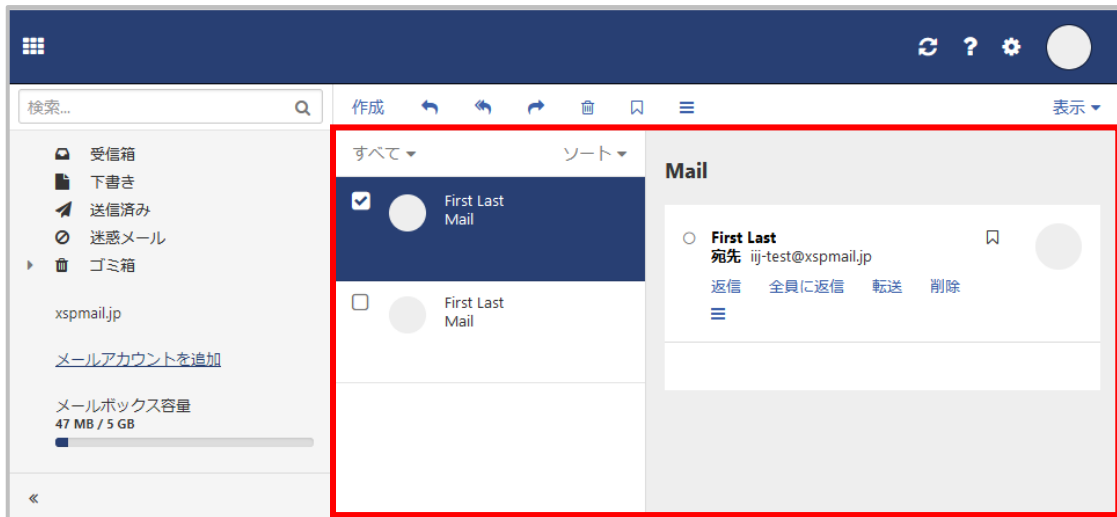 検索...
作成
表示
受信箱
下書き
送信済み
迷惑メール
ゴミ箱
xspmail.jp
メールアカウントを追加
メールボックス容量
47 MB / 5 GB
«
すべて ソート
First Last
Mail
First Last
Mail
Mail
First Last
宛先 iij-test@xspmail.jp
返信 全員に返信 転送 削除